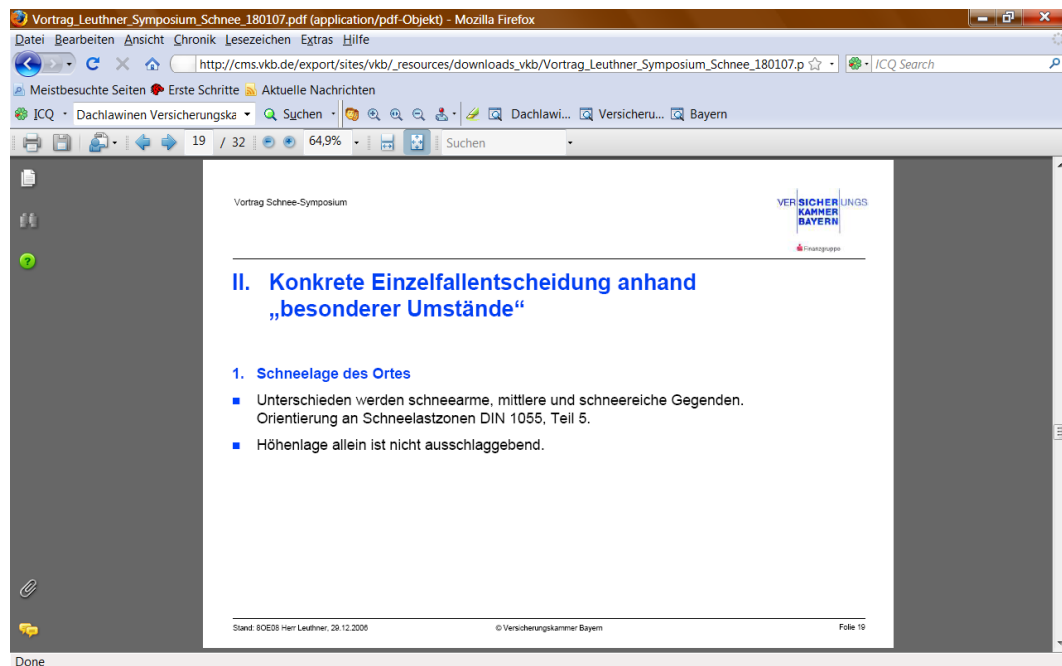 Vortrag_Leuthner_Symposium_Schnee_180107.pdf (application/pdf-Objekt) - Mozilla Firefox
Datei Bearbeiten Ansicht Chronik Lesezeichen Extras Hilfe
http://cms.vkb.de/export/sites/vkb/_resources/downloads_vkb/Vortrag_Leuthner_Symposium_Schnee_180107.p ICQ Search
Meistbesuchte Seiten Erste Schritte Aktuelle Nachrichten
ICQ Dachlawinen Versicherungska Suchen Dachlawi... Versicheru... Bayern
19 / 32 64,9% Suchen
Vortrag Schnee-Symposium
VERSICHERUNGS
KAMMER
BAYERN
Finanzgruppe
II. Konkrete Einzelfallentscheidung anhand
„besonderer Umstände“
1. Schneelage des Ortes
Unterschieden werden schneearme, mittlere und schneereiche Gegenden.
Orientierung an Schneelastzonen DIN 1055, Teil 5.
Höhenlage allein ist nicht ausschlaggebend.
Stand: 8OE08 Herr Leuthner, 29.12.2006 © Versicherungskammer Bayern Folie 19
Done